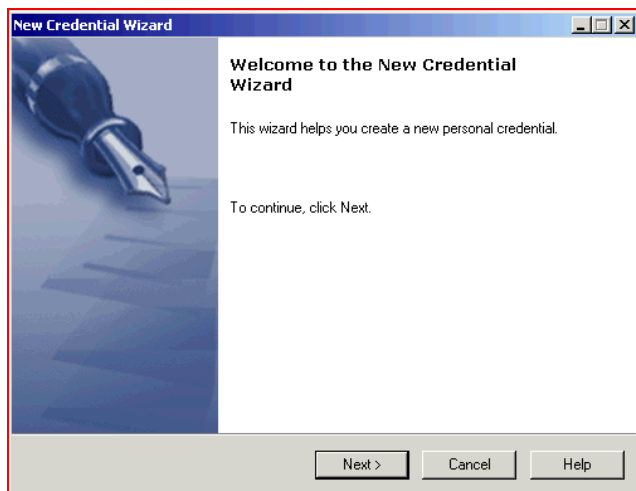 New Credential Wizard
Welcome to the New Credential
Wizard
This wizard helps you create a new personal credential.
To continue, click Next.
Next >
Cancel
Help